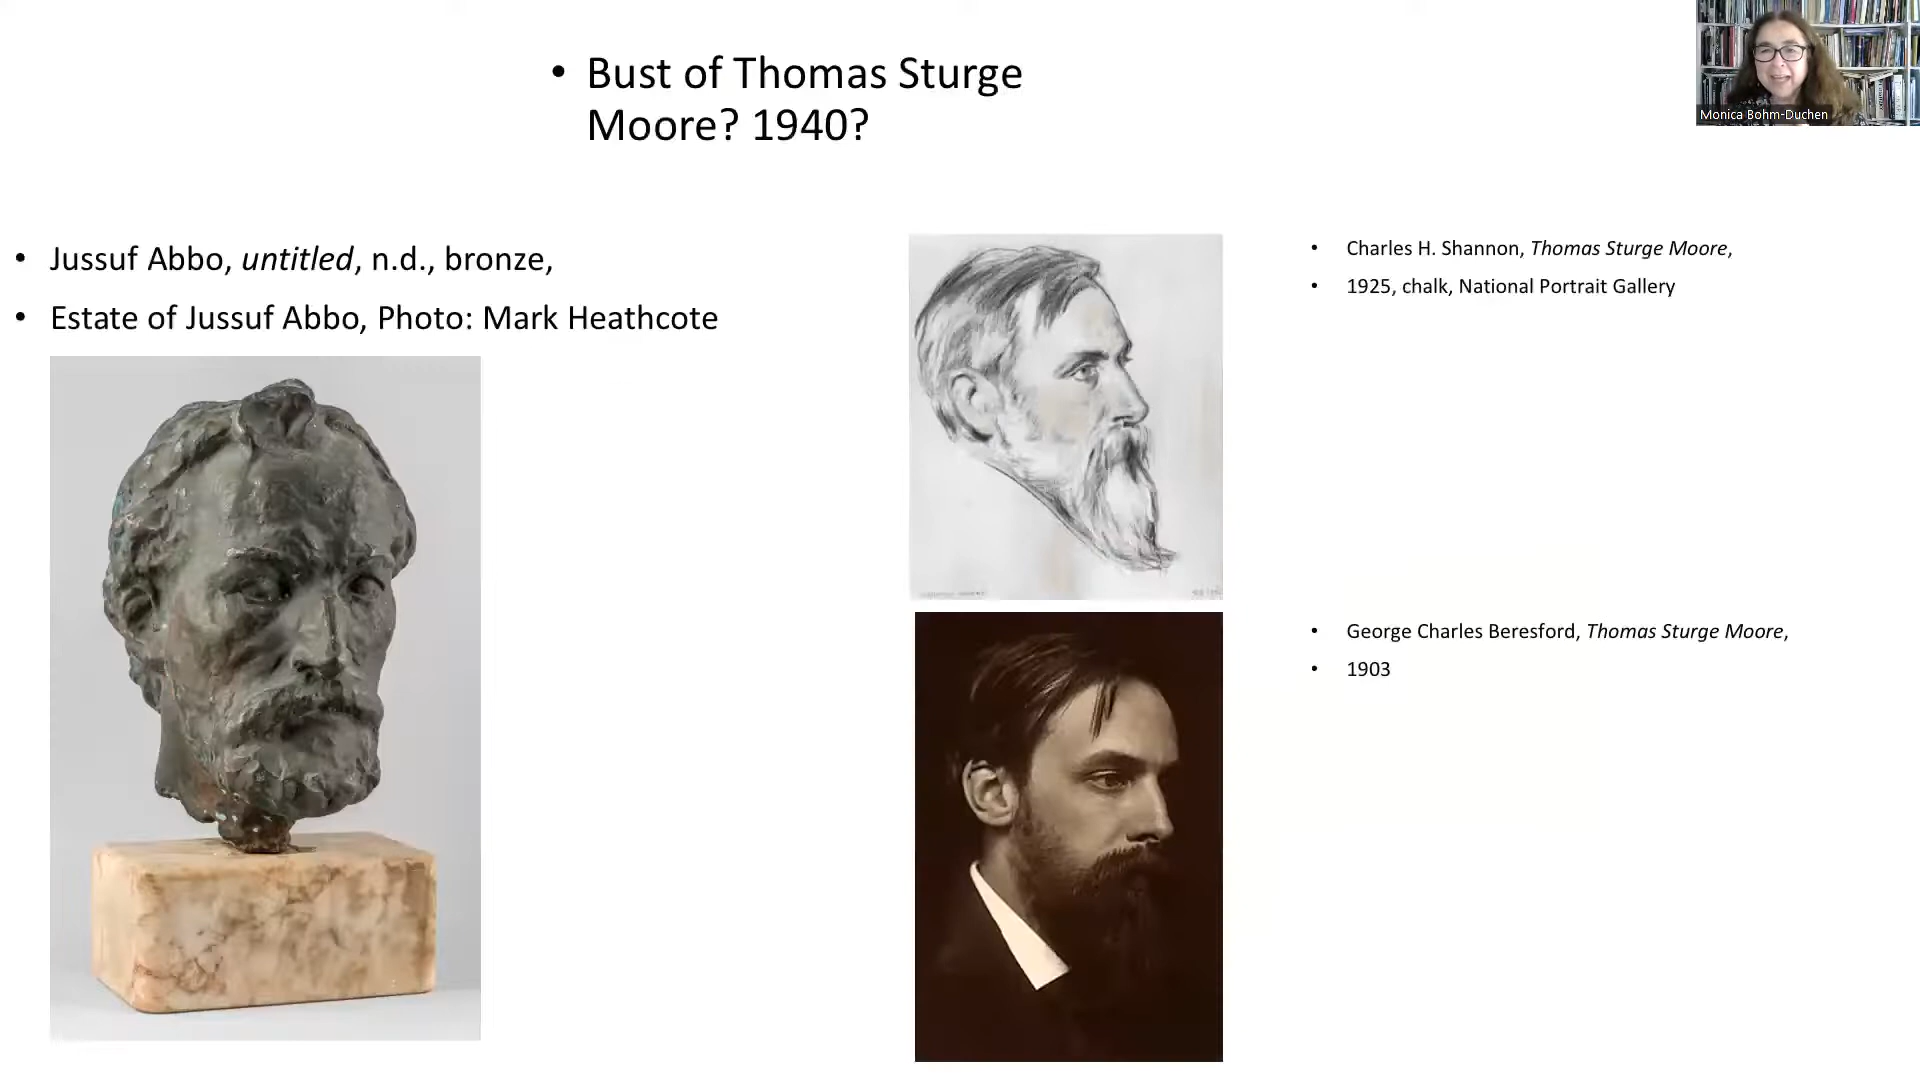 Bust of Thomas Sturge
Moore? 1940?
Monica Bohm-Duchen
Jussuf Abbo, untitled, n.d., bronze,
Estate of Jussuf Abbo, Photo: Mark Heathcote
Charles H. Shannon, Thomas Sturge Moore,
1925, chalk, National Portrait Gallery
George Charles Beresford, Thomas Sturge Moore,
1903